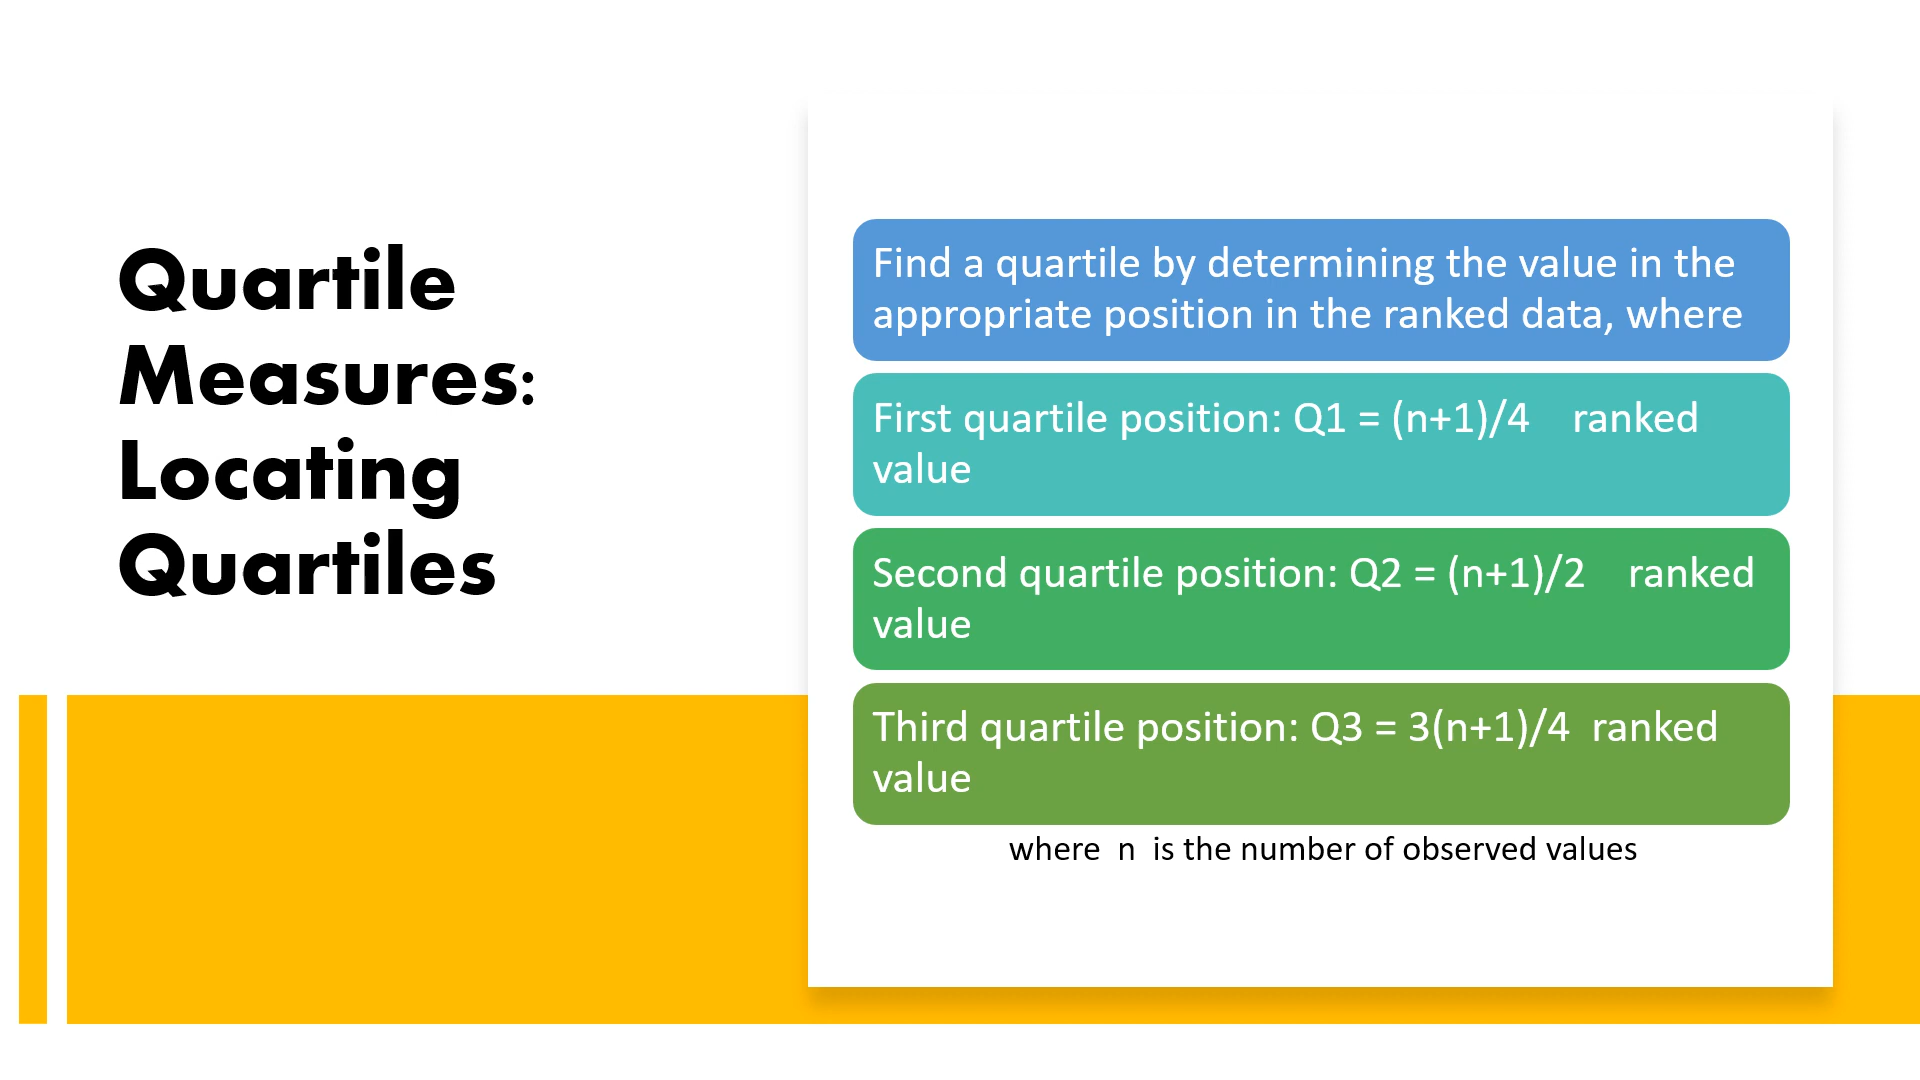 Quartile
Measures:
Locating
Quartiles
Find a quartile by determining the value in the
appropriate position in the ranked data, where
First quartile position: Q1 = (n+1)/4    ranked
value
Second quartile position: Q2 = (n+1)/2    ranked
value
Third quartile position: Q3 = 3(n+1)/4  ranked
value
where  n  is the number of observed values